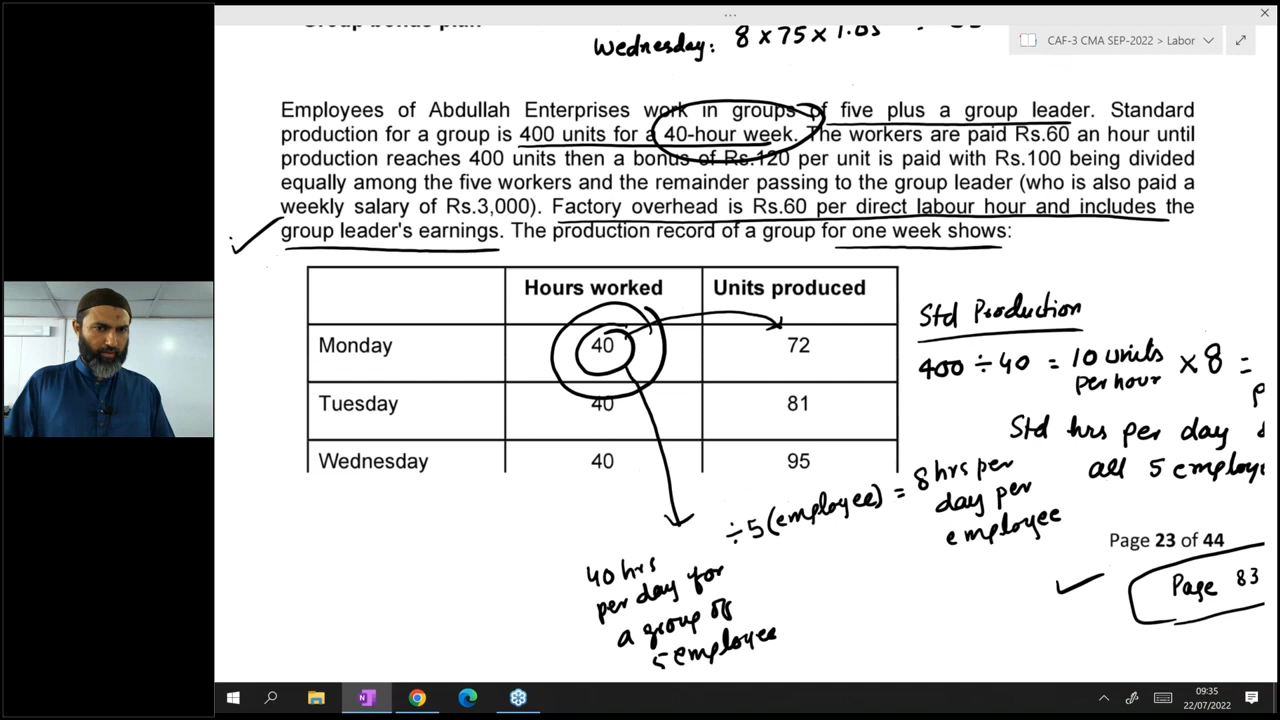 Group bonus plan
Wednesday: 8 × 75 × 1.05
CAF-3 CMA SEP-2022 > Labor
Employees of Abdullah Enterprises work in groups of five plus a group leader. Standard
production for a group is 400 units for a 40-hour week. The workers are paid Rs.60 an hour until
production reaches 400 units then a bonus of Rs.120 per unit is paid with Rs.100 being divided
equally among the five workers and the remainder passing to the group leader (who is also paid a
weekly salary of Rs.3,000). Factory overhead is Rs.60 per direct labour hour and includes the
group leader's earnings. The production record of a group for one week shows:
Hours worked Units produced
Monday 40 72
Tuesday 40 81
Wednesday 40 95
Std Production
400 ÷ 40 = 10 units per hour × 8 =
Std hrs per day
all 5 employe
40 hrs
per day for
a group of
5 employee
÷ 5 (employee) = 8 hrs per
day per
employee
Page 23 of 44
Page 83
09:35
22/07/2022